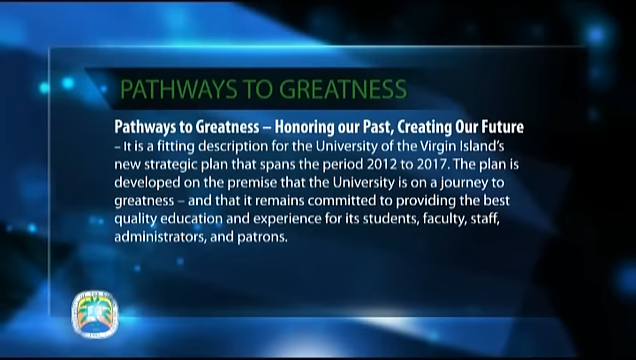 PATHWAYS TO GREATNESS
Pathways to Greatness – Honoring our Past, Creating Our Future
– It is a fitting description for the University of the Virgin Island's
new strategic plan that spans the period 2012 to 2017. The plan is
developed on the premise that the University is on a journey to
greatness – and that it remains committed to providing the best
quality education and experience for its students, faculty, staff,
administrators, and patrons.